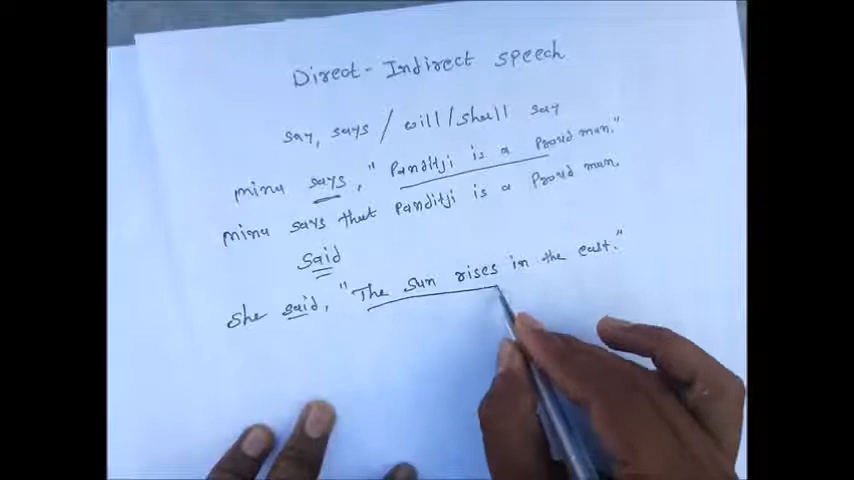 Direct - Indirect speech
say, says / will / shall say
minu says, "Panditji is a Proud man."
minu says that Panditji is a Proud man.
Said
She said, "The Sun rises in the east."